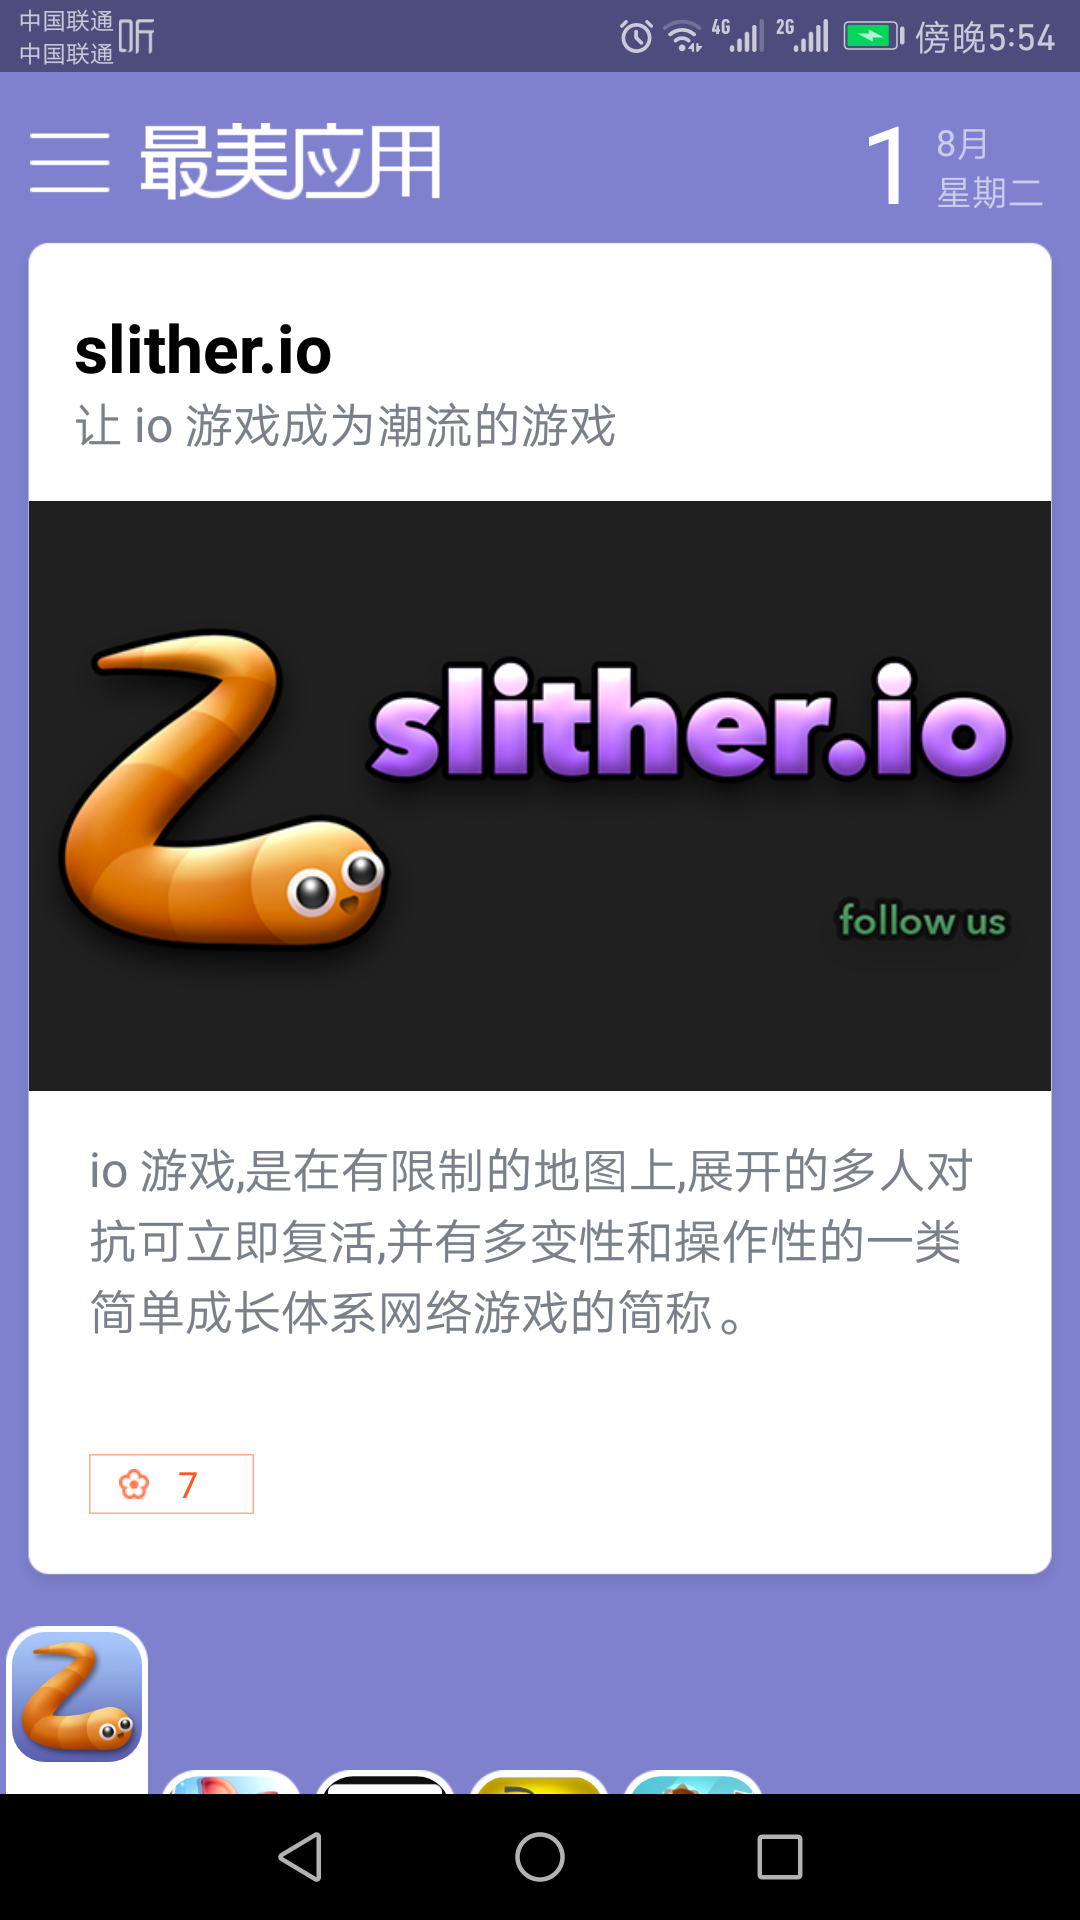 中国联通
中国联通
听
4G
2G
傍晚5:54
最美应用
1
8月
星期二
slither.io
让 io 游戏成为潮流的游戏
slither.io
follow us
io 游戏,是在有限制的地图上,展开的多人对
抗可立即复活,并有多变性和操作性的一类
简单成长体系网络游戏的简称。
7